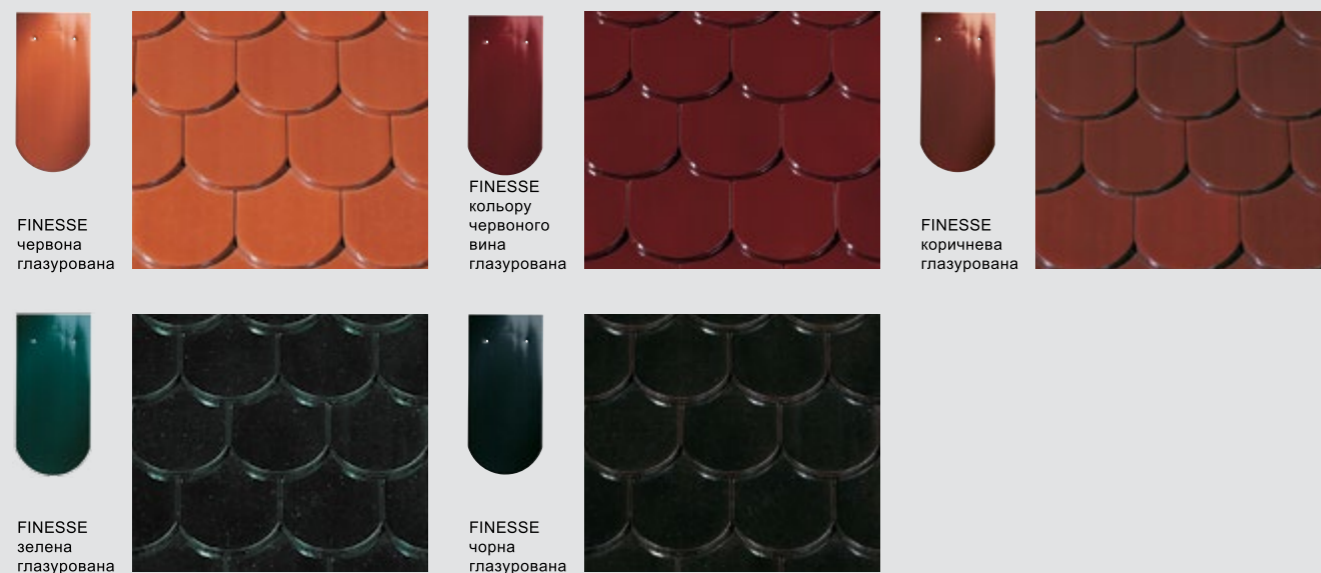 FINESSE
червона
глазурована
FINESSE
кольору
червоного
вина
глазурована
FINESSE
коричнева
глазурована
FINESSE
зелена
глазурована
FINESSE
чорна
глазурована